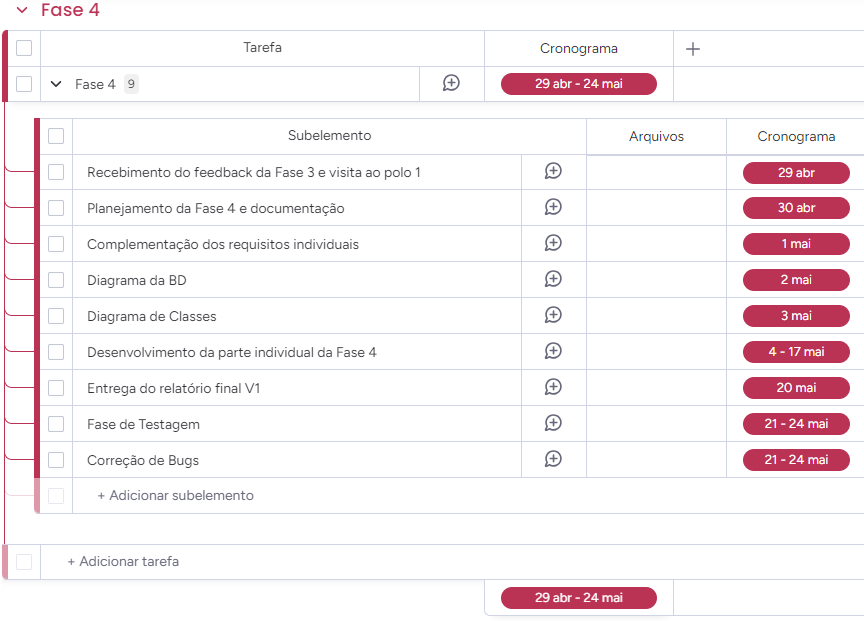 Fase 4
Tarefa Cronograma +
Fase 4 9 29 abr - 24 mai
Subelemento Arquivos Cronograma
Recebimento do feedback da Fase 3 e visita ao polo 1 29 abr
Planejamento da Fase 4 e documentação 30 abr
Complementação dos requisitos individuais 1 mai
Diagrama da BD 2 mai
Diagrama de Classes 3 mai
Desenvolvimento da parte individual da Fase 4 4 - 17 mai
Entrega do relatório final V1 20 mai
Fase de Testagem 21 - 24 mai
Correção de Bugs 21 - 24 mai
+ Adicionar subelemento
+ Adicionar tarefa
29 abr - 24 mai